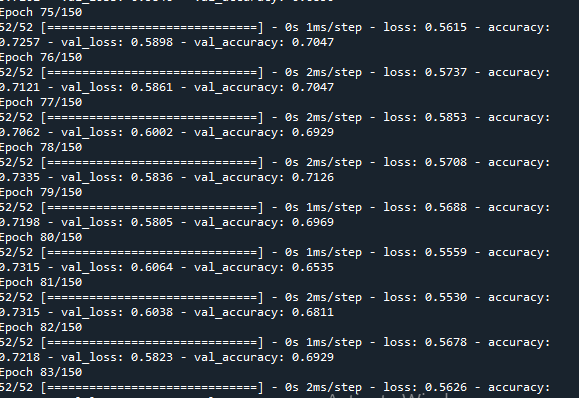 Epoch 75/150
52/52 [==============================] - 0s 1ms/step - loss: 0.5615 - accuracy:
0.7257 - val_loss: 0.5898 - val_accuracy: 0.7047
Epoch 76/150
52/52 [==============================] - 0s 2ms/step - loss: 0.5737 - accuracy:
0.7121 - val_loss: 0.5861 - val_accuracy: 0.7047
Epoch 77/150
52/52 [==============================] - 0s 2ms/step - loss: 0.5853 - accuracy:
0.7062 - val_loss: 0.6002 - val_accuracy: 0.6929
Epoch 78/150
52/52 [==============================] - 0s 2ms/step - loss: 0.5708 - accuracy:
0.7335 - val_loss: 0.5836 - val_accuracy: 0.7126
Epoch 79/150
52/52 [==============================] - 0s 1ms/step - loss: 0.5688 - accuracy:
0.7198 - val_loss: 0.5805 - val_accuracy: 0.6969
Epoch 80/150
52/52 [==============================] - 0s 1ms/step - loss: 0.5559 - accuracy:
0.7315 - val_loss: 0.6064 - val_accuracy: 0.6535
Epoch 81/150
52/52 [==============================] - 0s 2ms/step - loss: 0.5530 - accuracy:
0.7315 - val_loss: 0.6038 - val_accuracy: 0.6811
Epoch 82/150
52/52 [==============================] - 0s 1ms/step - loss: 0.5678 - accuracy:
0.7218 - val_loss: 0.5823 - val_accuracy: 0.6929
Epoch 83/150
52/52 [==============================] - 0s 2ms/step - loss: 0.5626 - accuracy: